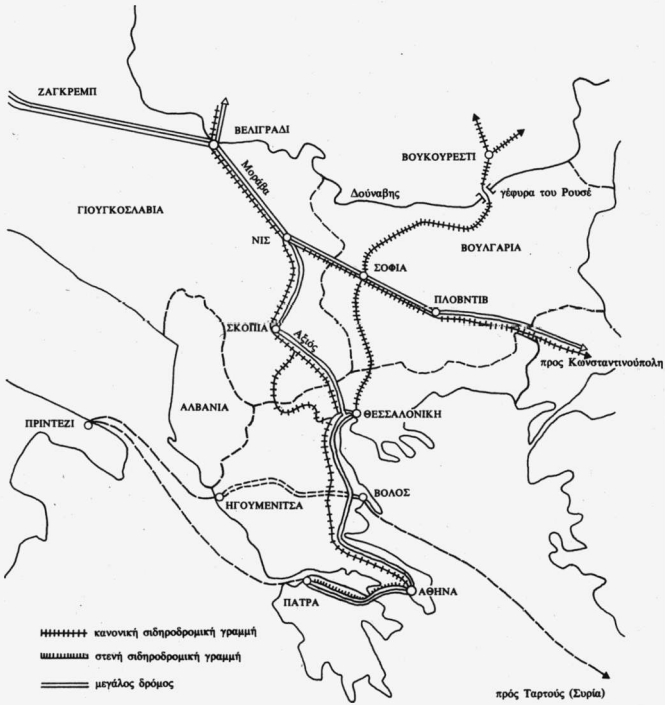 ΖΑΓΚΡΕΜΠ
ΒΕΛΙΓΡΑΔΙ
ΒΟΥΚΟΥΡΕΣΤΙ
Μοράβα
Δούναβης
γέφυρα του Ρουσέ
ΓΙΟΥΓΚΟΣΛΑΒΙΑ
ΝΙΣ
ΒΟΥΛΓΑΡΙΑ
ΣΟΦΙΑ
ΠΛΟΒΝΤΙΒ
ΣΚΟΠΙΑ
Αξιός
προς Κωνσταντινούπολη
ΑΛΒΑΝΙΑ
ΘΕΣΣΑΛΟΝΙΚΗ
ΠΡΙΝΤΕΖΙ
ΒΟΛΟΣ
ΗΓΟΥΜΕΝΙΤΣΑ
ΑΘΗΝΑ
ΠΑΤΡΑ
κανονική σιδηροδρομική γραμμή
στενή σιδηροδρομική γραμμή
μεγάλος δρόμος
πρός Ταρτούς (Συρία)